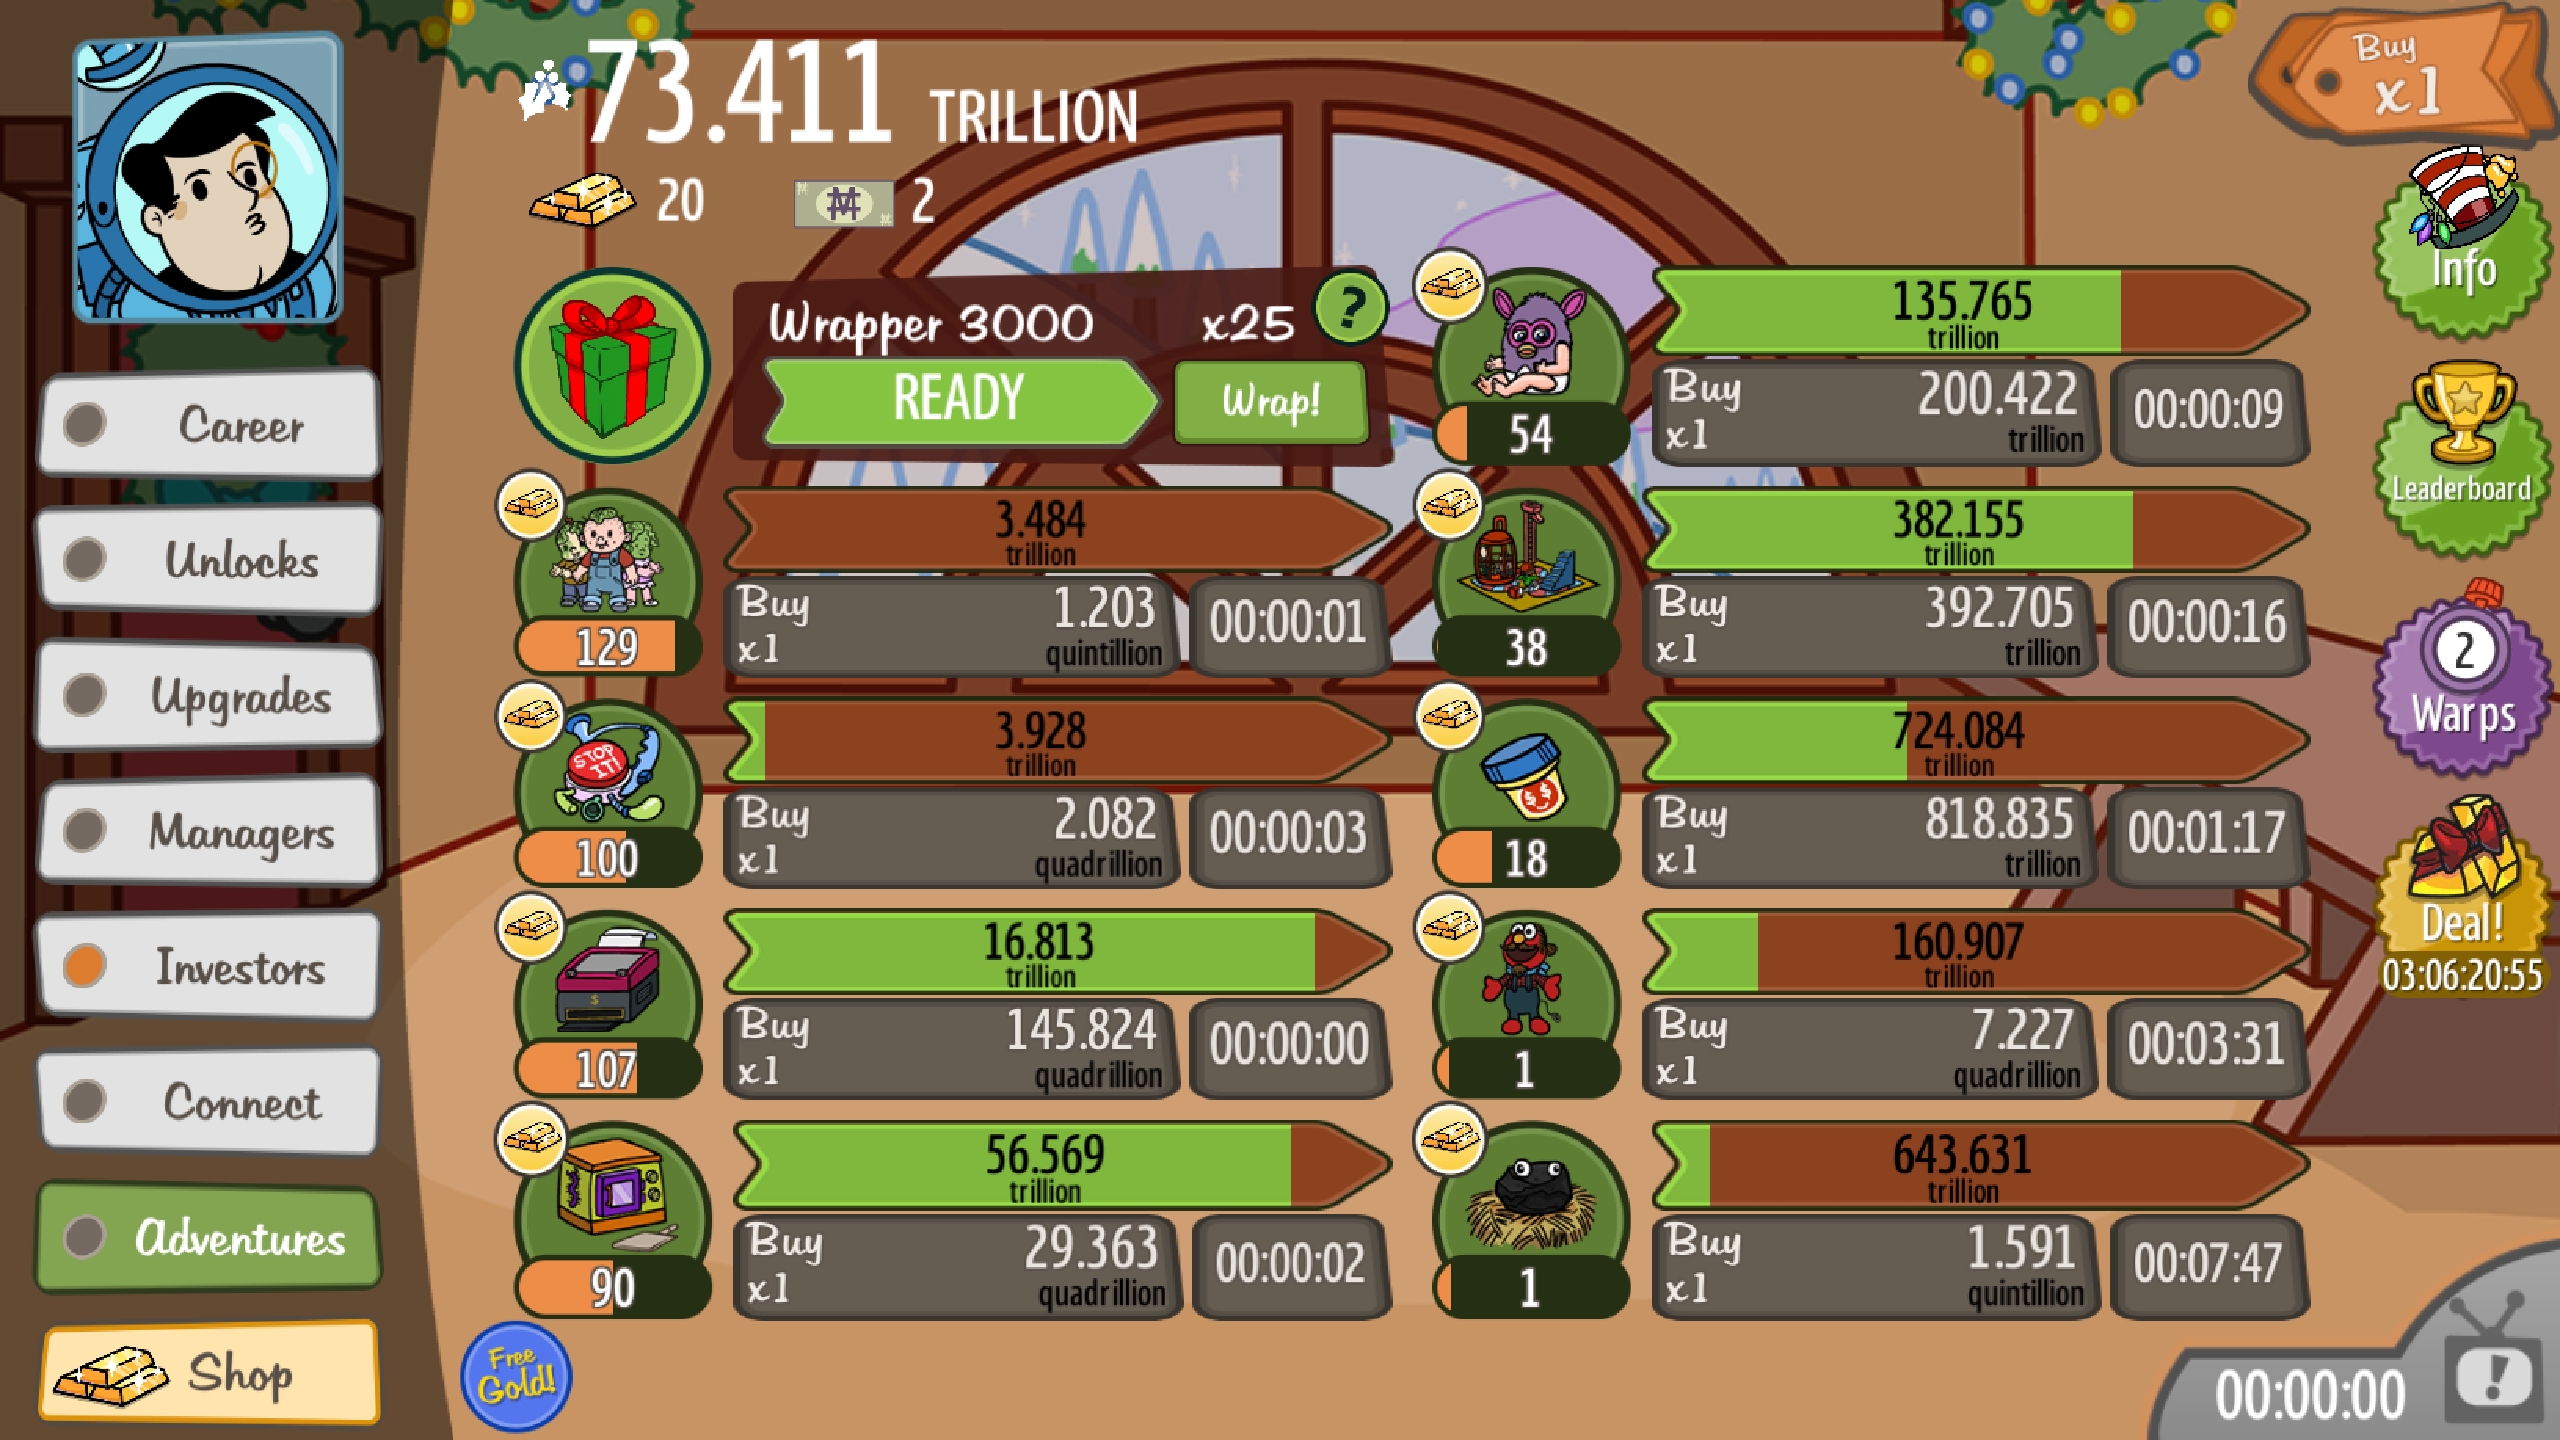 73.411 TRILLION
20
2
Buy
x1
Career
Unlocks
Upgrades
Managers
Investors
Connect
Adventures
Shop
Wrapper 3000 x25 ?
READY Wrap!
3.484
trillion
129
Buy
x1
1.203
quintillion
00:00:01
STOP
IT!
3.928
trillion
100
Buy
x1
2.082
quadrillion
00:00:03
16.813
trillion
107
Buy
x1
145.824
quadrillion
00:00:00
56.569
trillion
90
Buy
x1
29.363
quadrillion
00:00:02
135.765
trillion
54
Buy
x1
200.422
trillion
00:00:09
382.155
trillion
38
Buy
x1
392.705
trillion
00:00:16
724.084
trillion
18
Buy
x1
818.835
trillion
00:01:17
160.907
trillion
1
Buy
x1
7.227
quadrillion
00:03:31
643.631
trillion
1
Buy
x1
1.591
quintillion
00:07:47
Info
Leaderboard
2
Warps
Deal!
03:06:20:55
Free
Gold!
00:00:00
!